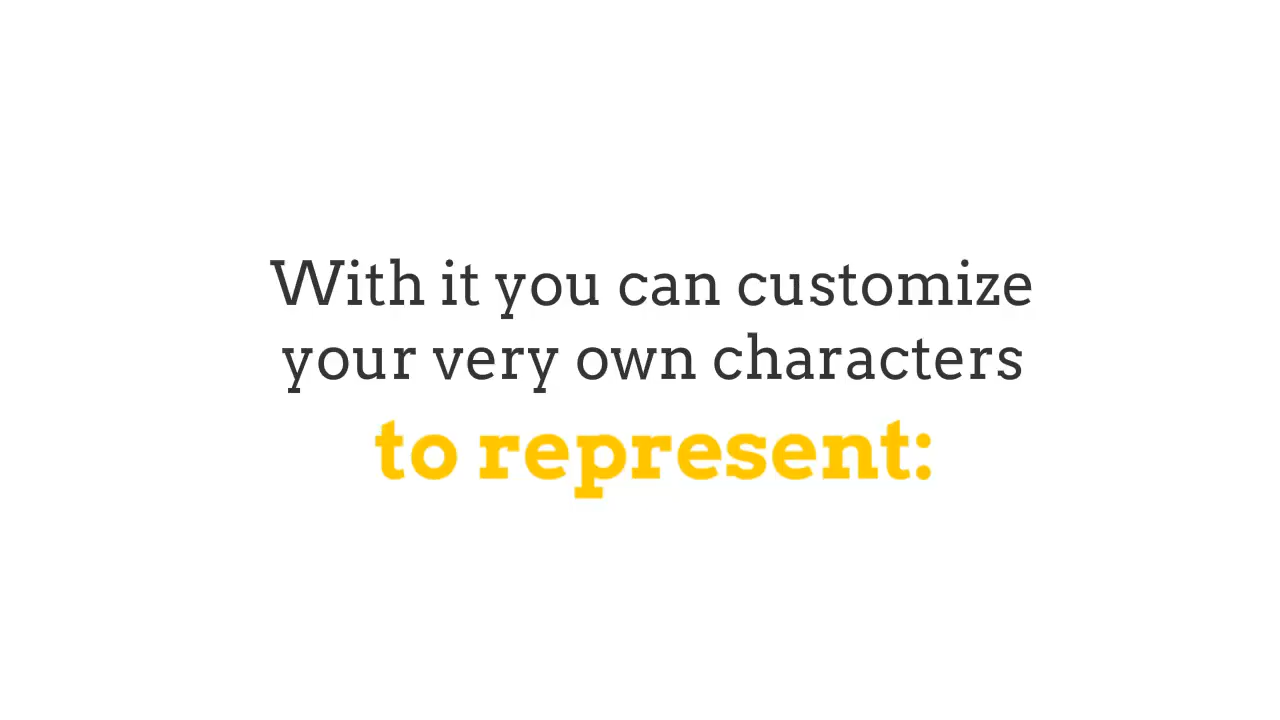 With it you can customize
your very own characters
to represent: